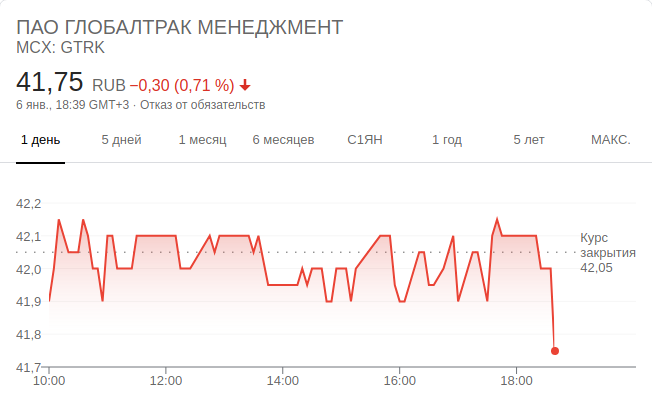 ПАО ГЛОБАЛТРАК МЕНЕДЖМЕНТ
MCX: GTRK
41,75 RUB −0,30 (0,71 %) ↓
6 янв., 18:39 GMT+3 · Отказ от обязательств
1 день 5 дней 1 месяц 6 месяцев С1ЯН 1 год 5 лет МАКС.
42,2
42,1
42,0
41,9
41,8
41,7
Курс
закрытия
42,05
10:00 12:00 14:00 16:00 18:00